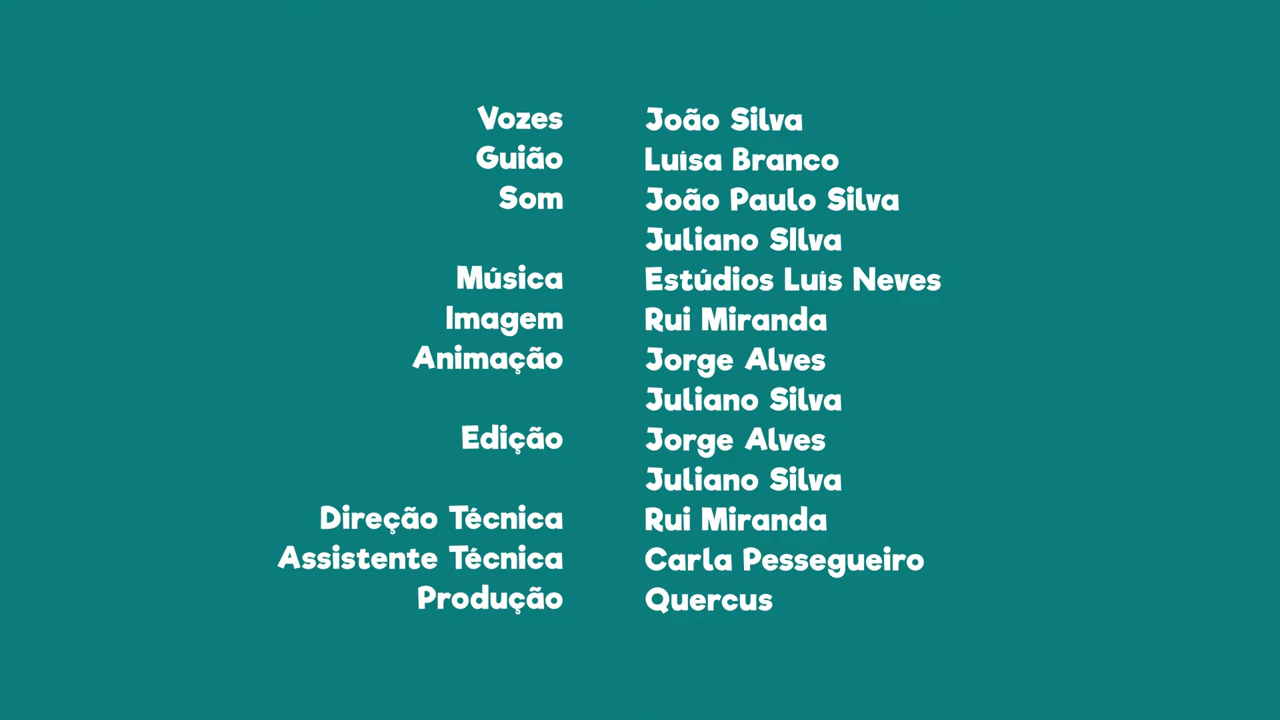 Vozes João Silva
Guião Luísa Branco
Som João Paulo Silva
Juliano SIlva
Música Estúdios Luís Neves
Imagem Rui Miranda
Animação Jorge Alves
Juliano Silva
Edição Jorge Alves
Juliano Silva
Direção Técnica Rui Miranda
Assistente Técnica Carla Pessegueiro
Produção Quercus